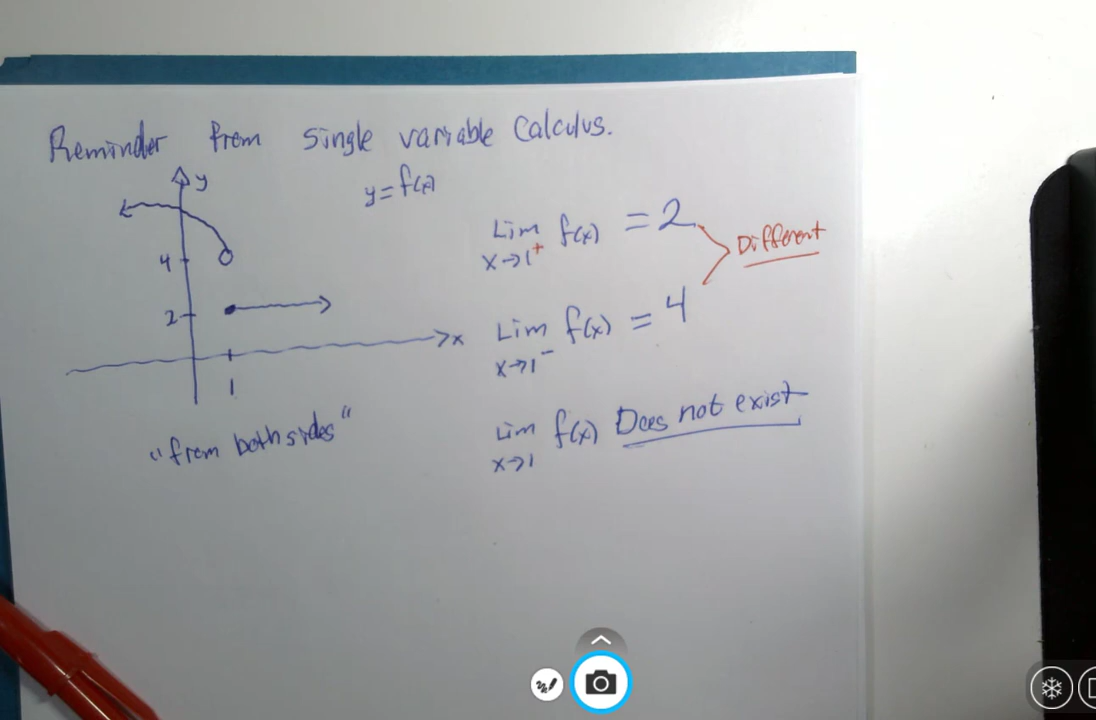 Reminder from single variable Calculus.
y
y = f(x)
4
2
x
1
"from both sides"
Lim f(x) = 2
x→1⁺
Different
Lim f(x) = 4
x→1⁻
Lim f(x) Does not exist
x→1